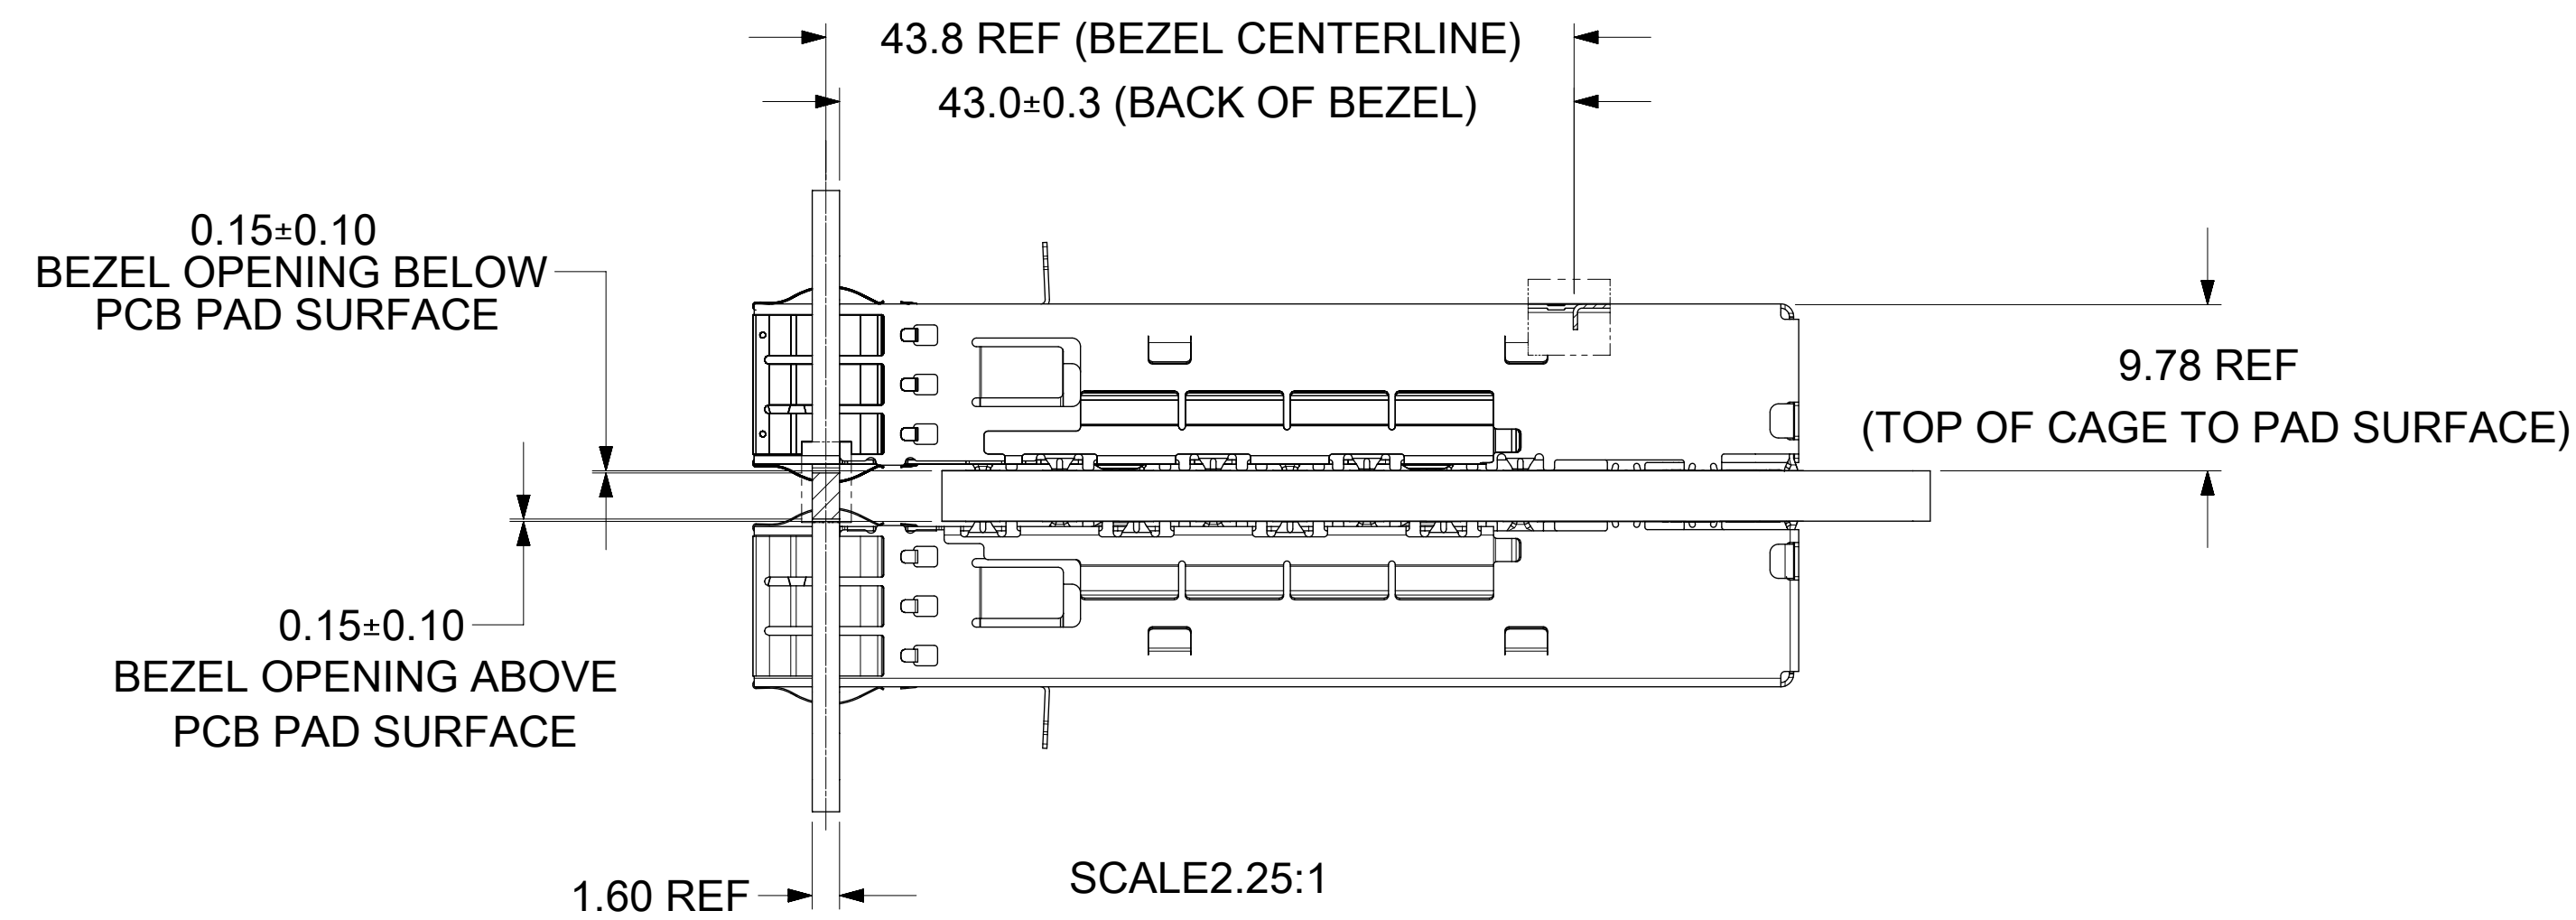 43.8 REF (BEZEL CENTERLINE)
43.0±0.3 (BACK OF BEZEL)
0.15±0.10
BEZEL OPENING BELOW
PCB PAD SURFACE
9.78 REF
(TOP OF CAGE TO PAD SURFACE)
0.15±0.10
BEZEL OPENING ABOVE
PCB PAD SURFACE
SCALE2.25:1
1.60 REF